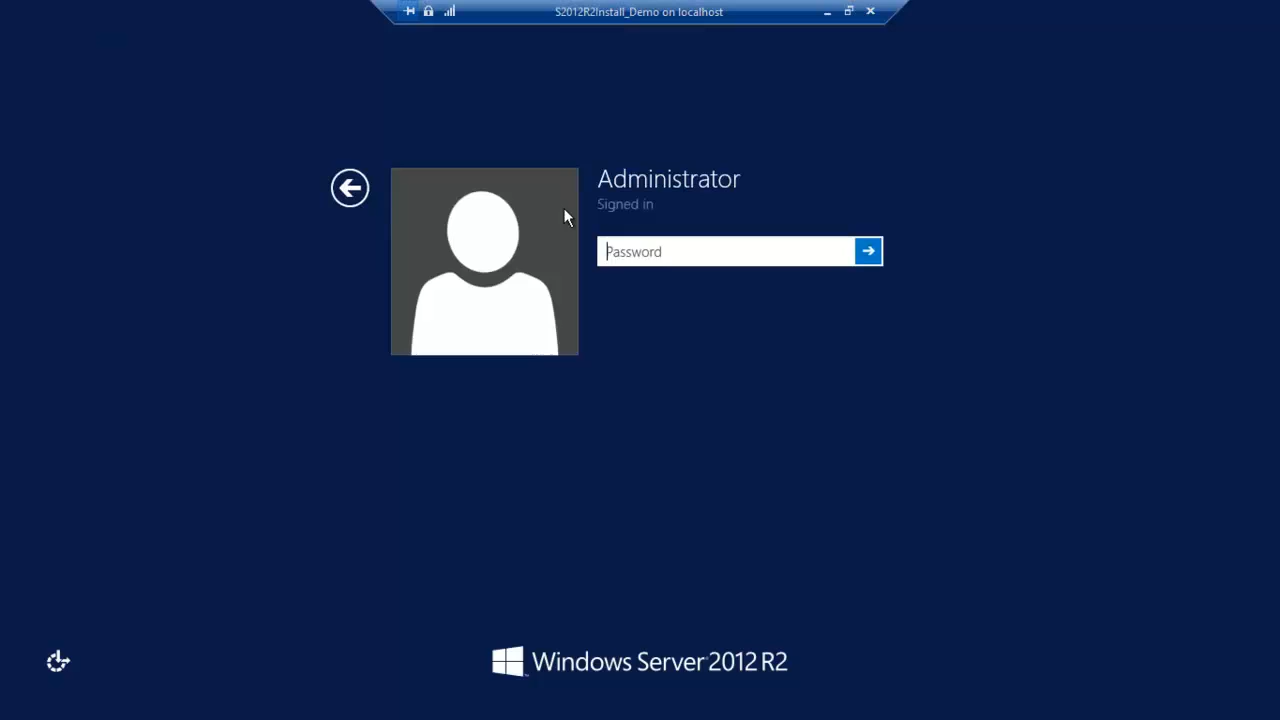 S2012R2Install_Demo on localhost
Administrator
Signed in
Password
Windows Server 2012 R2